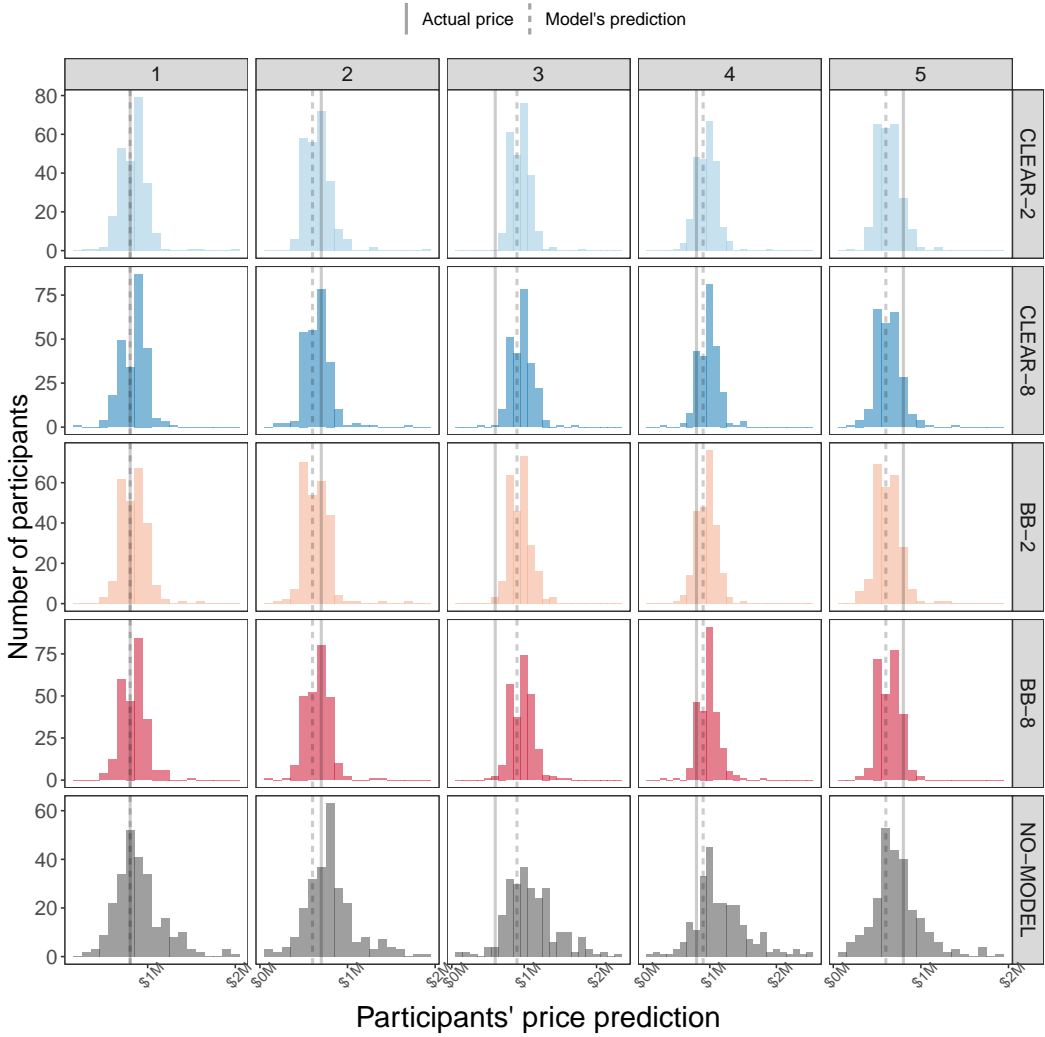 Actual price Model's prediction
1 2 3 4 5
80
60
40
20
0
CLEAR−2
75
50
25
0
CLEAR−8
60
40
20
0
BB−2
75
50
25
0
BB−8
60
40
20
0
NO−MODEL
Number of participants
$1M $2M $0M $1M $2M $0M $1M $2M $0M $1M $2M $0M $1M $2M
Participants' price prediction